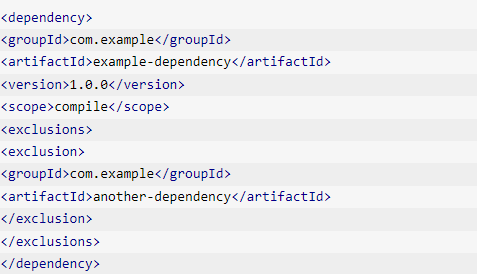 <dependency>
<groupId>com.example</groupId>
<artifactId>example-dependency</artifactId>
<version>1.0.0</version>
<scope>compile</scope>
<exclusions>
<exclusion>
<groupId>com.example</groupId>
<artifactId>another-dependency</artifactId>
</exclusion>
</exclusions>
</dependency>